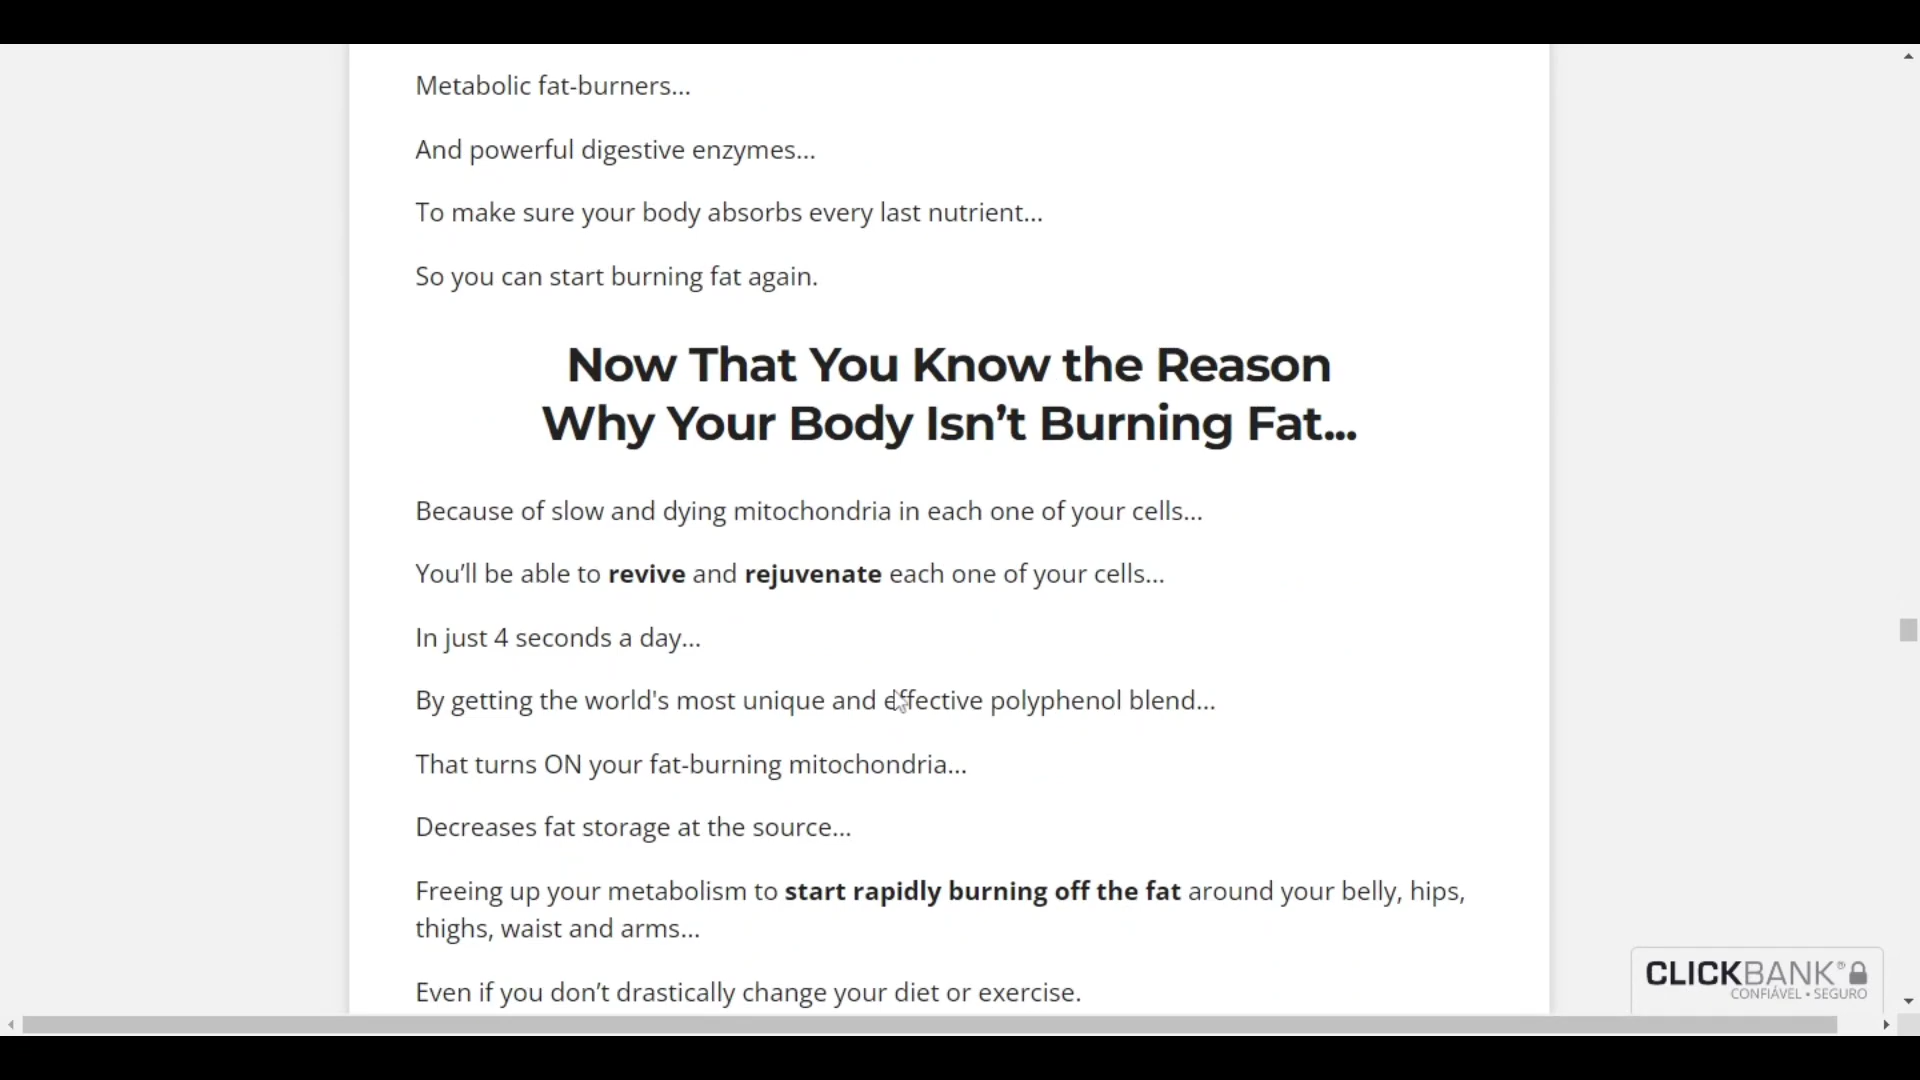 Metabolic fat-burners...
And powerful digestive enzymes...
To make sure your body absorbs every last nutrient...
So you can start burning fat again.
Now That You Know the Reason
Why Your Body Isn’t Burning Fat...
Because of slow and dying mitochondria in each one of your cells...
You’ll be able to revive and rejuvenate each one of your cells...
In just 4 seconds a day...
By getting the world's most unique and effective polyphenol blend...
That turns ON your fat-burning mitochondria...
Decreases fat storage at the source...
Freeing up your metabolism to start rapidly burning off the fat around your belly, hips,
thighs, waist and arms...
Even if you don’t drastically change your diet or exercise.
CLICKBANK®
CONFIÁVEL • SEGURO